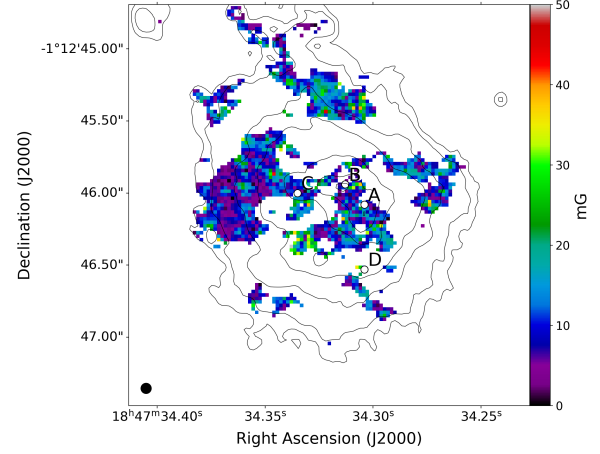 50
-1°12'45.00"
40
45.50"
B
30
C
46.00"
A
mG
Declination (J2000)
20
D
46.50"
10
47.00"
0
18ʰ47ᵐ34.40ˢ 34.35ˢ 34.30ˢ 34.25ˢ
Right Ascension (J2000)